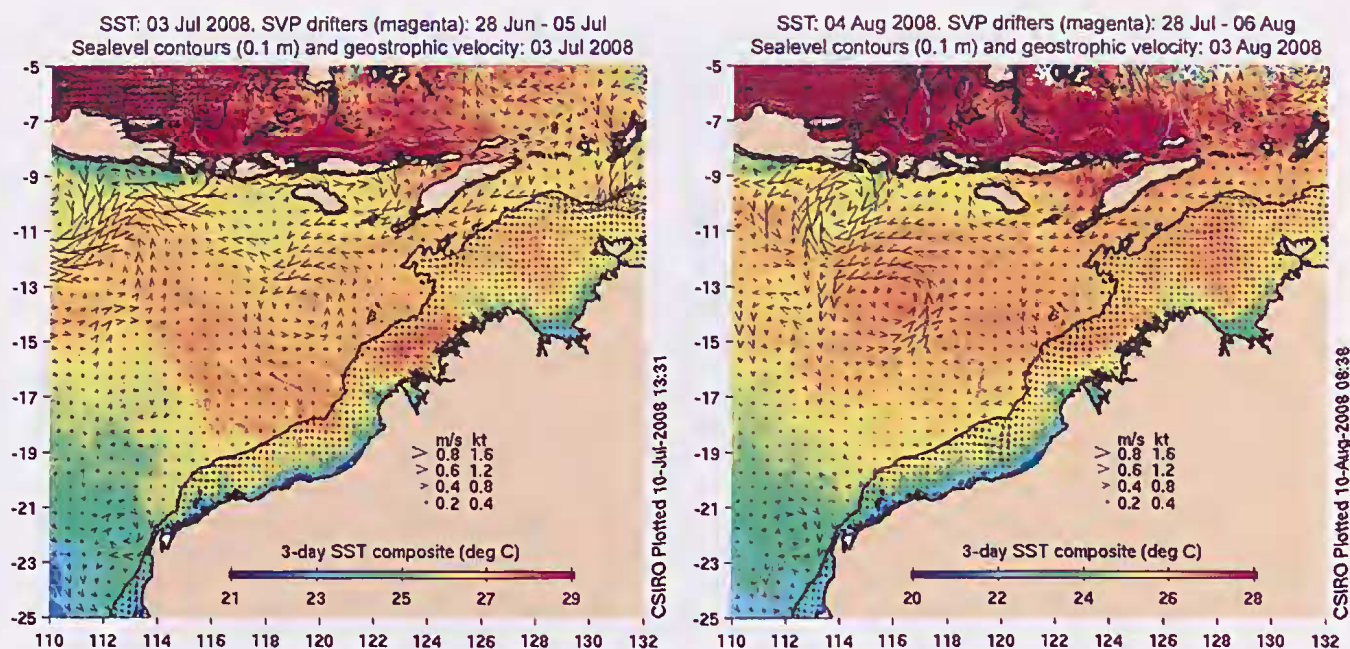 SST: 03 Jul 2008. SVP drifters (magenta): 28 Jun - 05 Jul
Sealevel contours (0.1 m) and geostrophic velocity: 03 Jul 2008
-5
-7
-9
-11
-13
-15
-17
-19
-21
-23
-25
m/s kt
0.8 1.6
0.6 1.2
0.4 0.8
0.2 0.4
3-day SST composite (deg C)
21 23 25 27 29
110 112 114 116 118 120 122 124 126 128 130 132
CSIRO Plotted 10-Jul-2008 13:31
SST: 04 Aug 2008. SVP drifters (magenta): 28 Jul - 06 Aug
Sealevel contours (0.1 m) and geostrophic velocity: 03 Aug 2008
-5
-7
-9
-11
-13
-15
-17
-19
-21
-23
-25
m/s kt
0.8 1.6
0.6 1.2
0.4 0.8
0.2 0.4
3-day SST composite (deg C)
20 22 24 26 28
110 112 114 116 118 120 122 124 126 128 130 132
CSIRO Plotted 10-Aug-2008 08:38